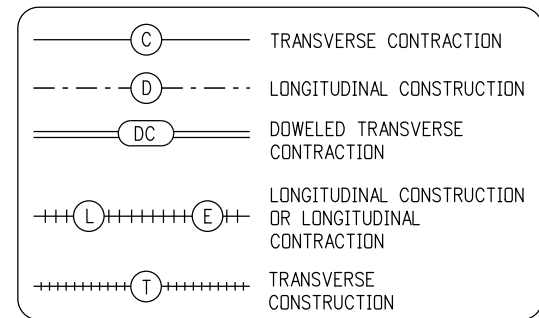 C TRANSVERSE CONTRACTION
D LONGITUDINAL CONSTRUCTION
DC DOWELED TRANSVERSE
CONTRACTION
LONGITUDINAL CONSTRUCTION
L E OR LONGITUDINAL
CONTRACTION
T TRANSVERSE
CONSTRUCTION